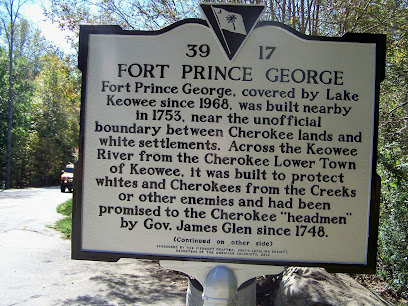 39 17
FORT PRINCE GEORGE
Fort Prince George, covered by Lake
Keowee since 1968, was built nearby
in 1753, near the unofficial
boundary between Cherokee lands and
white settlements. Across the Keowee
River from the Cherokee Lower Town
of Keowee, it was built to protect
whites and Cherokees from the Creeks
or other enemies and had been
promised to the Cherokee "headmen"
by Gov. James Glen since 1748.
(Continued on other side)